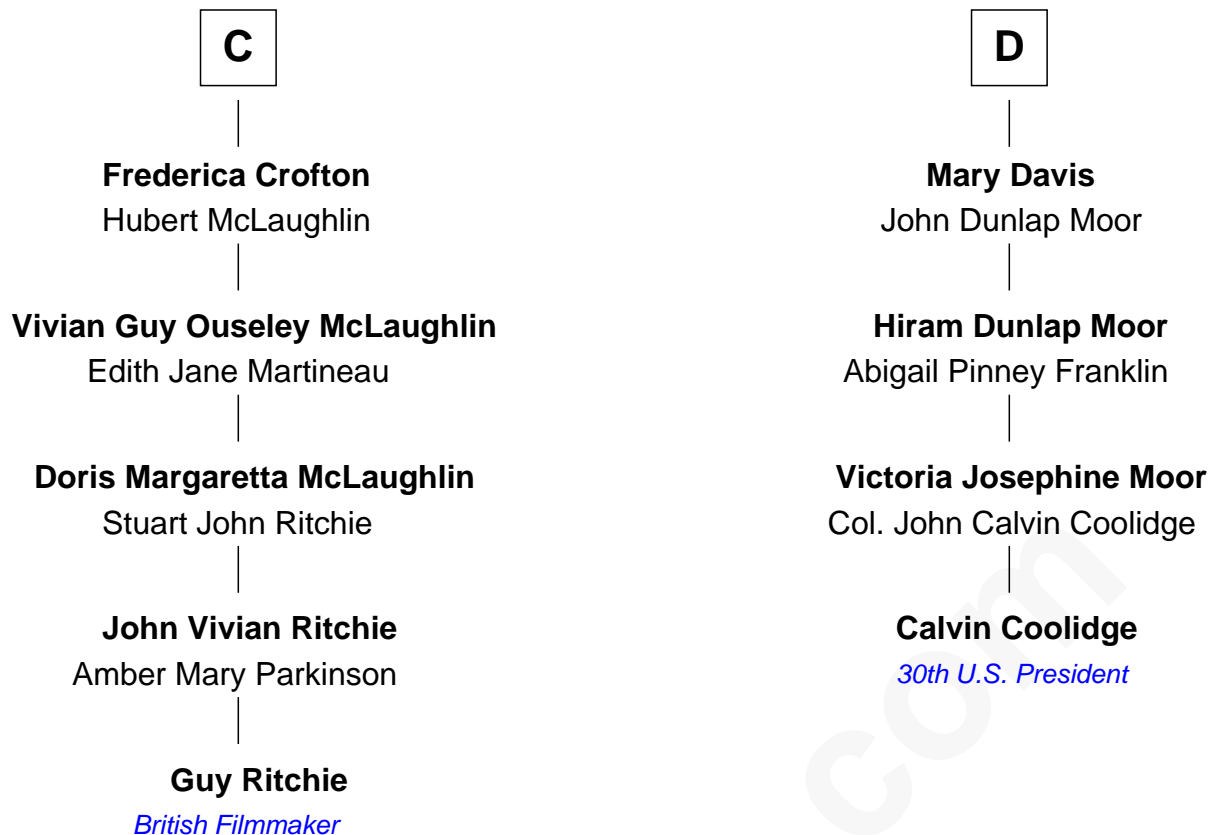 C
Frederica Crofton
Hubert McLaughlin
Vivian Guy Ouseley McLaughlin
Edith Jane Martineau
Doris Margaretta McLaughlin
Stuart John Ritchie
John Vivian Ritchie
Amber Mary Parkinson
Guy Ritchie
British Filmmaker
D
Mary Davis
John Dunlap Moor
Hiram Dunlap Moor
Abigail Pinney Franklin
Victoria Josephine Moor
Col. John Calvin Coolidge
Calvin Coolidge
30th U.S. President
com